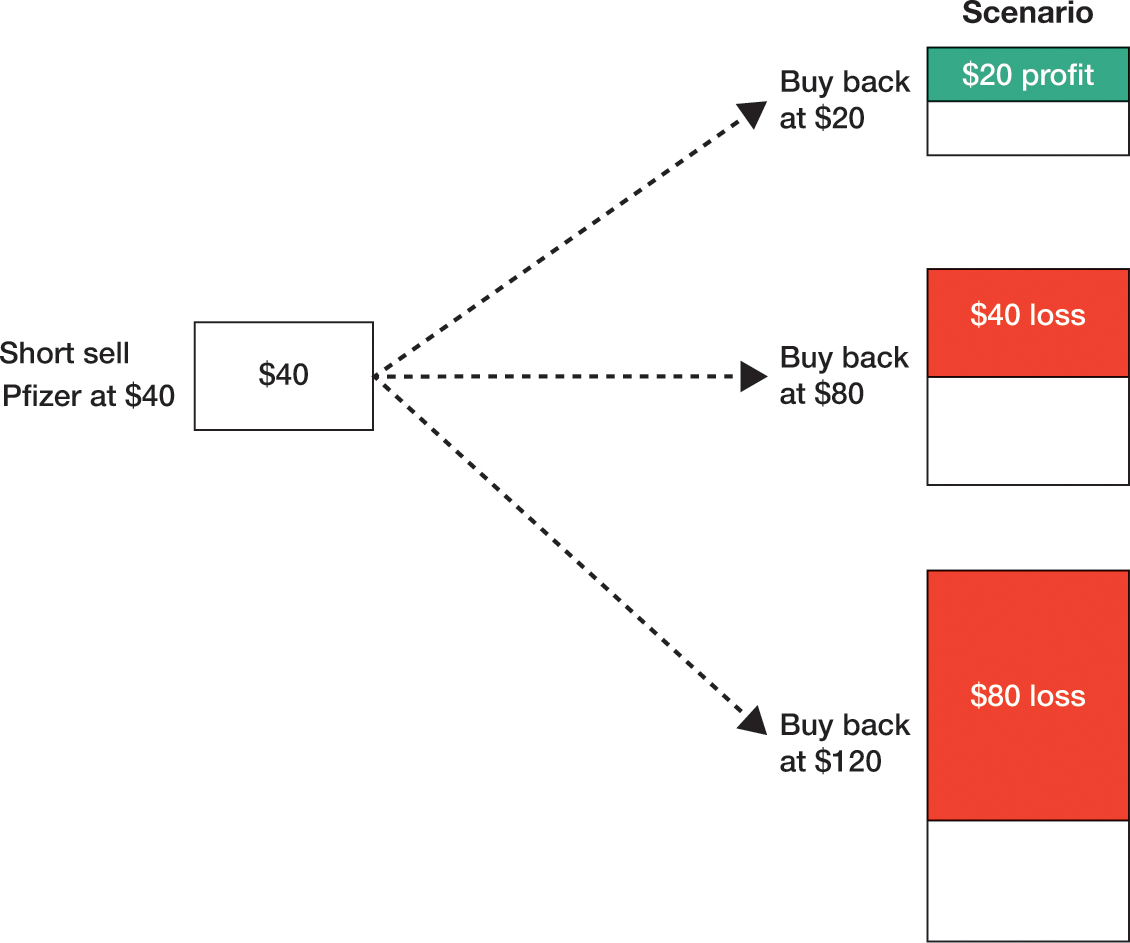 Scenario
$20 profit
Buy back
at $20
$40 loss
Short sell
Pfizer at $40
$40
Buy back
at $80
$80 loss
Buy back
at $120